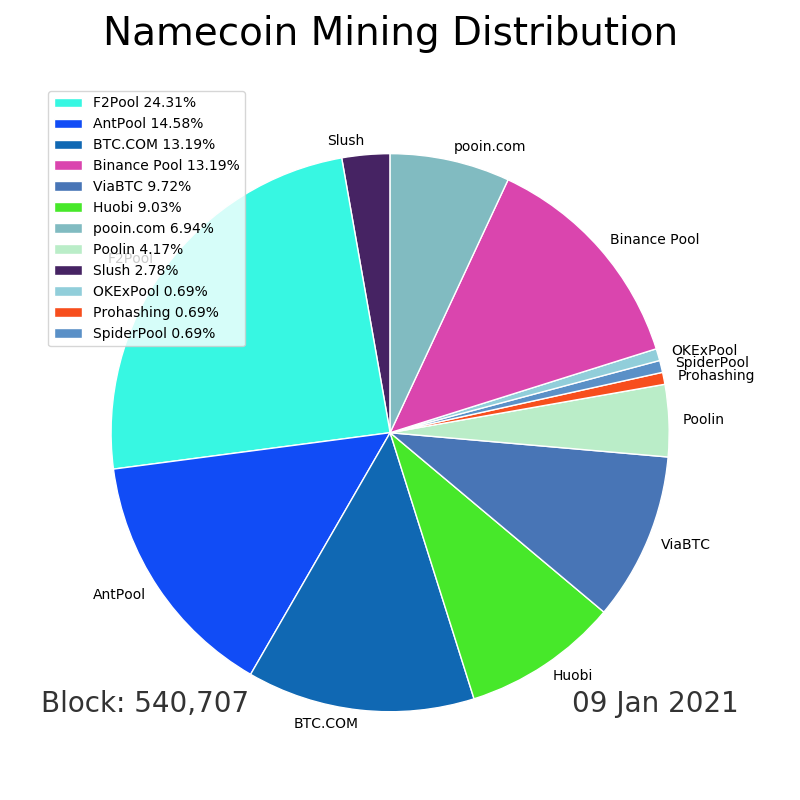 Namecoin Mining Distribution
F2Pool 24.31%
AntPool 14.58%
BTC.COM 13.19%
Binance Pool 13.19%
ViaBTC 9.72%
Huobi 9.03%
pooin.com 6.94%
Poolin 4.17%
Slush 2.78%
OKExPool 0.69%
Prohashing 0.69%
SpiderPool 0.69%
Slush
pooin.com
Binance Pool
F2Pool
OKExPool
SpiderPool
Prohashing
Poolin
ViaBTC
AntPool
Huobi
BTC.COM
Block: 540,707
09 Jan 2021